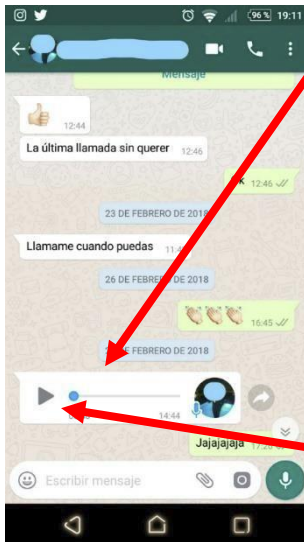 96% 19:11
Mensaje
12:44
La última llamada sin querer 12:46
12:46
23 DE FEBRERO DE 2018
Llamame cuando puedas
26 DE FEBRERO DE 2018
16:45
DE FEBRERO DE 2018
14:44
Jajajajaja
Escribir mensaje